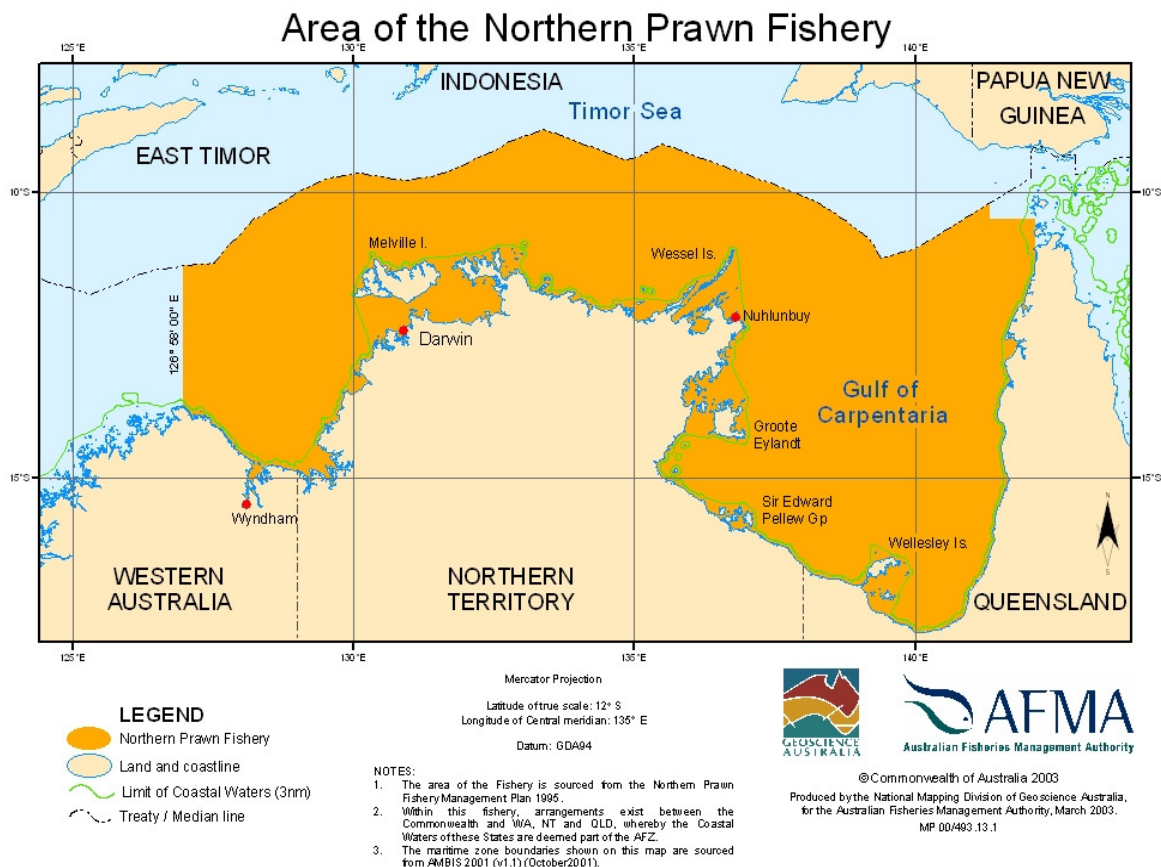 Area of the Northern Prawn Fishery
125°E
130°E
135°E
140°E
INDONESIA
PAPUA NEW
GUINEA
Timor Sea
EAST TIMOR
10°S
10°S
Melville I.
Wessel Is.
126° 58' 00" E
Nuhlunbuy
Darwin
Gulf of
Carpentaria
Groote
Eylandt
15°S
15°S
Wyndham
Sir Edward
Pellew Gp
Wellesley Is.
N
S
WESTERN
AUSTRALIA
NORTHERN
TERRITORY
QUEENSLAND
125°E
130°E
135°E
140°E
LEGEND
Northern Prawn Fishery
Land and coastline
Limit of Coastal Waters (3nm)
Treaty / Median line
Mercator Projection
Latitude of true scale: 12° S
Longitude of Central meridian: 135° E
Datum: GDA94
NOTES:
1. The area of the Fishery is sourced from the Northern Prawn
Fishery Management Plan 1995.
2. Within this fishery, arrangements exist between the
Commonwealth and WA, NT and QLD, whereby the Coastal
Waters of these States are deemed part of the AFZ.
3. The maritime zone boundaries shown on this map are sourced
from AMBIS 2001 (v1.1) (October2001).
GEOSCIENCE
AUSTRALIA
AFMA
Australian Fisheries Management Authority
© Commonwealth of Australia 2003
Produced by the National Mapping Division of Geoscience Australia,
for the Australian Fisheries Management Authority, March 2003.
MP 00/493.13.1